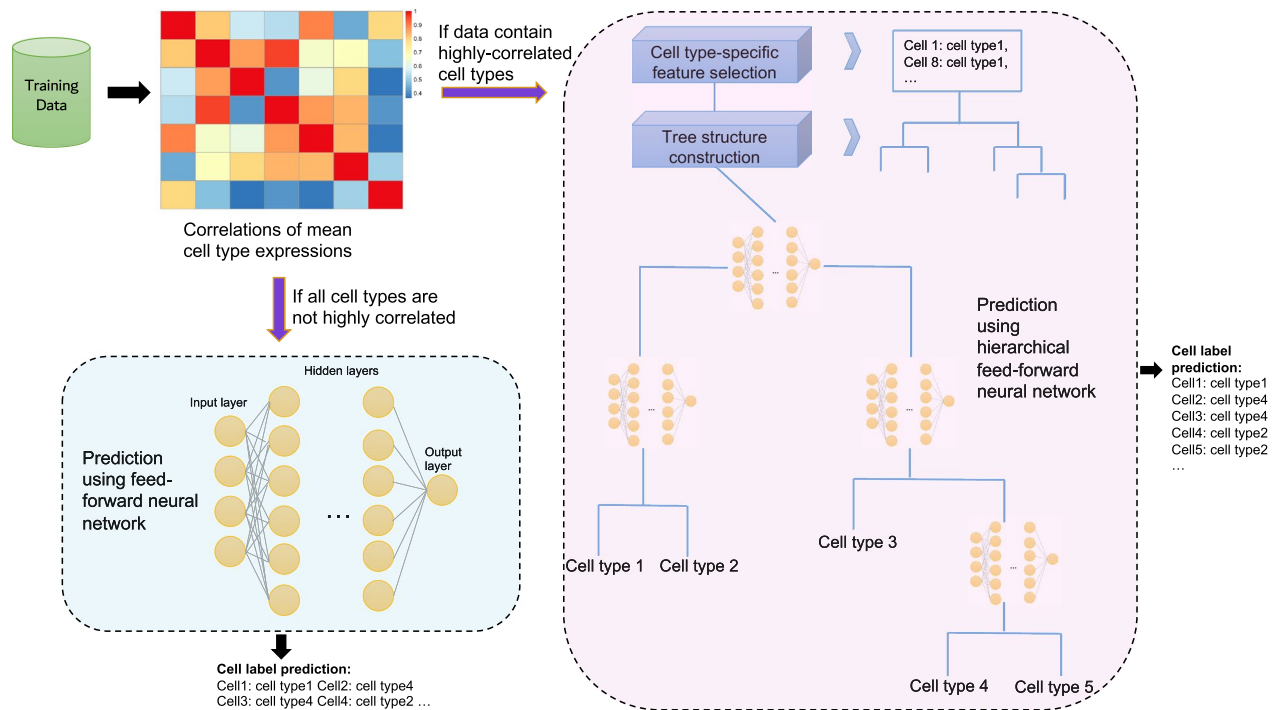 Training
Data
1
0.9
0.8
0.7
0.6
0.5
0.4
Correlations of mean
cell type expressions
If data contain
highly-correlated
cell types
If all cell types are
not highly correlated
Hidden layers
Input layer
Output
layer
Prediction
using feed-
forward neural
network
...
Cell label prediction:
Cell1: cell type1 Cell2: cell type4
Cell3: cell type4 Cell4: cell type2 ...
Cell type-specific
feature selection
Cell 1: cell type1,
Cell 8: cell type1,
...
Tree structure
construction
...
Prediction
using
hierarchical
feed-forward
neural network
...
...
Cell type 1
Cell type 2
Cell type 3
...
Cell type 4
Cell type 5
Cell label
prediction:
Cell1: cell type1
Cell2: cell type4
Cell3: cell type4
Cell4: cell type2
Cell5: cell type2
...